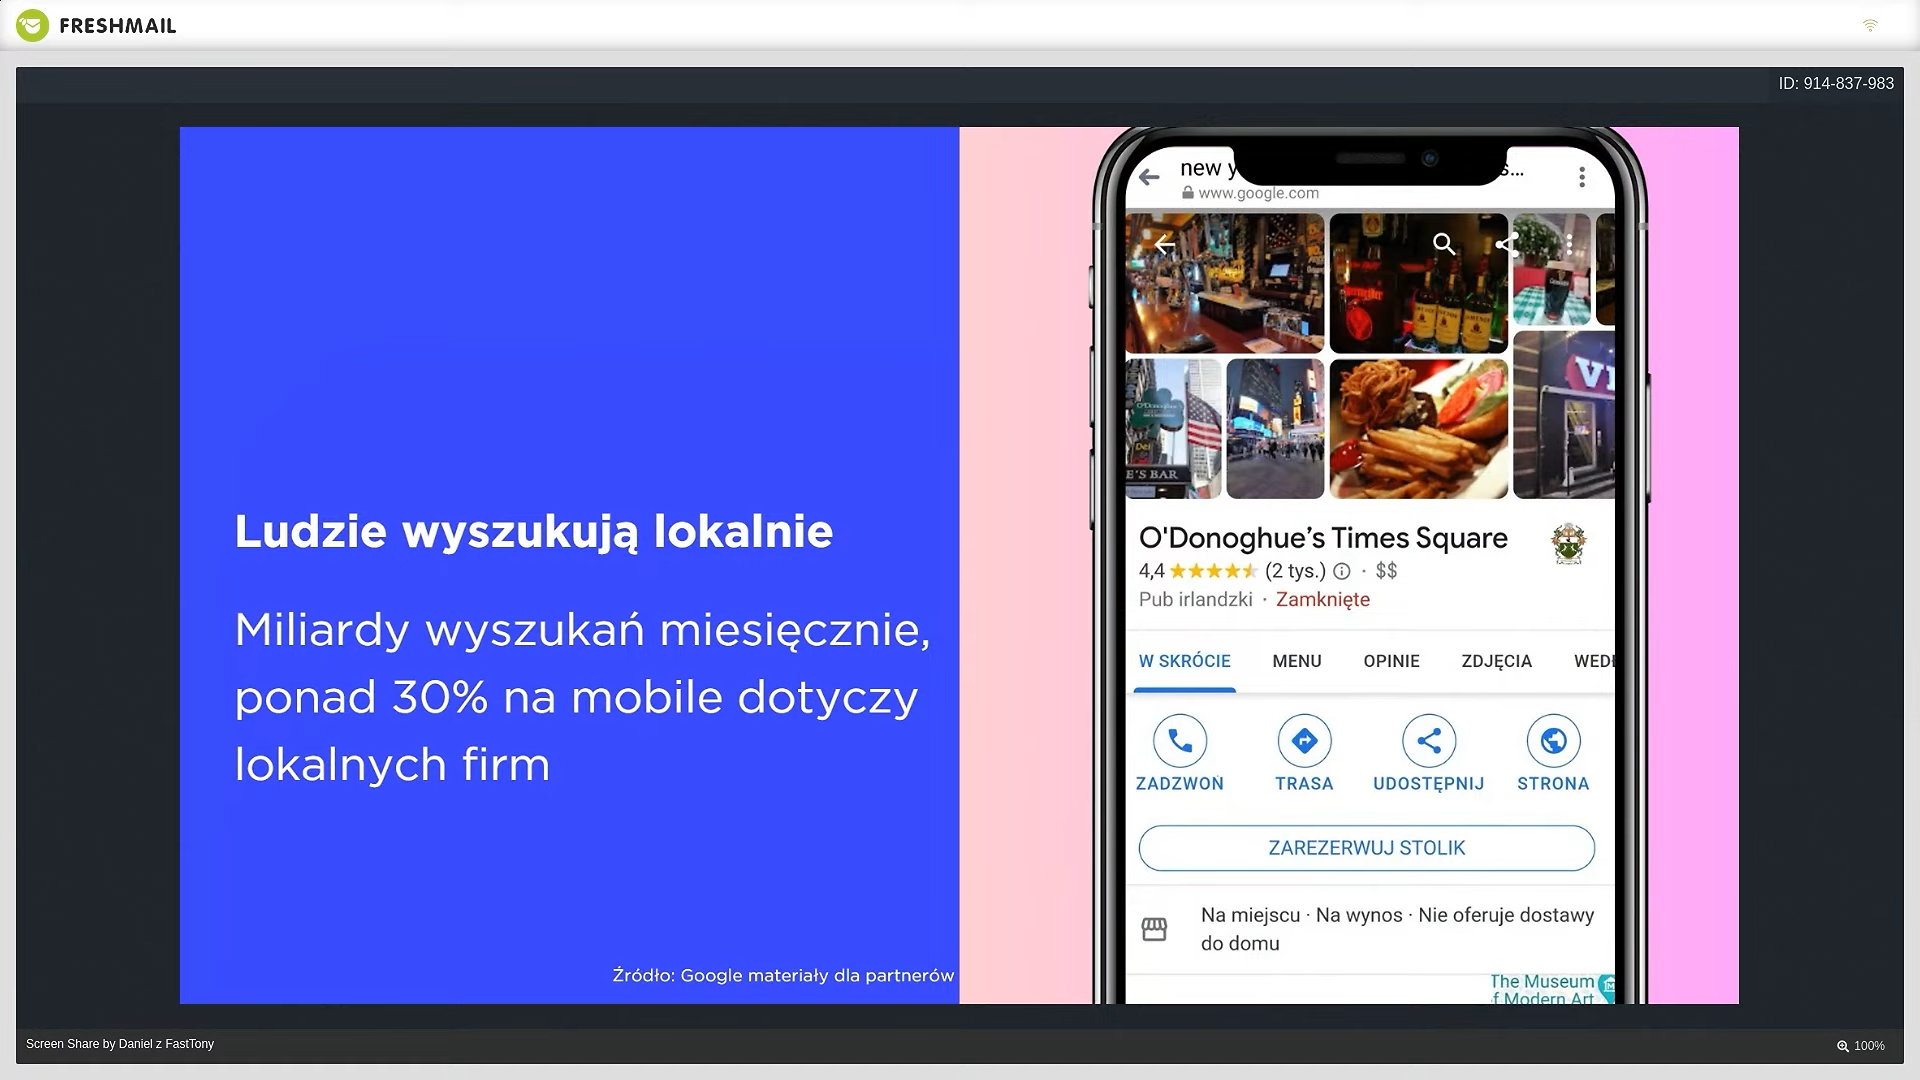 FRESHMAIL
ID: 914-837-983
Ludzie wyszukują lokalnie
Miliardy wyszukań miesięcznie,
ponad 30% na mobile dotyczy
lokalnych firm
Źródło: Google materiały dla partnerów
new y
s...
www.google.com
E'S BAR
O'Donoghue's Times Square
4,4 (2 tys.) · $$
Pub irlandzki · Zamknięte
W SKRÓCIE MENU OPINIE ZDJĘCIA WEDŁ
ZADZWOŃ TRASA UDOSTĘPNIJ STRONA
ZAREZERWUJ STOLIK
Na miejscu · Na wynos · Nie oferuje dostawy
do domu
The Museum
f Modern Art
Screen Share by Daniel z FastTony
100%